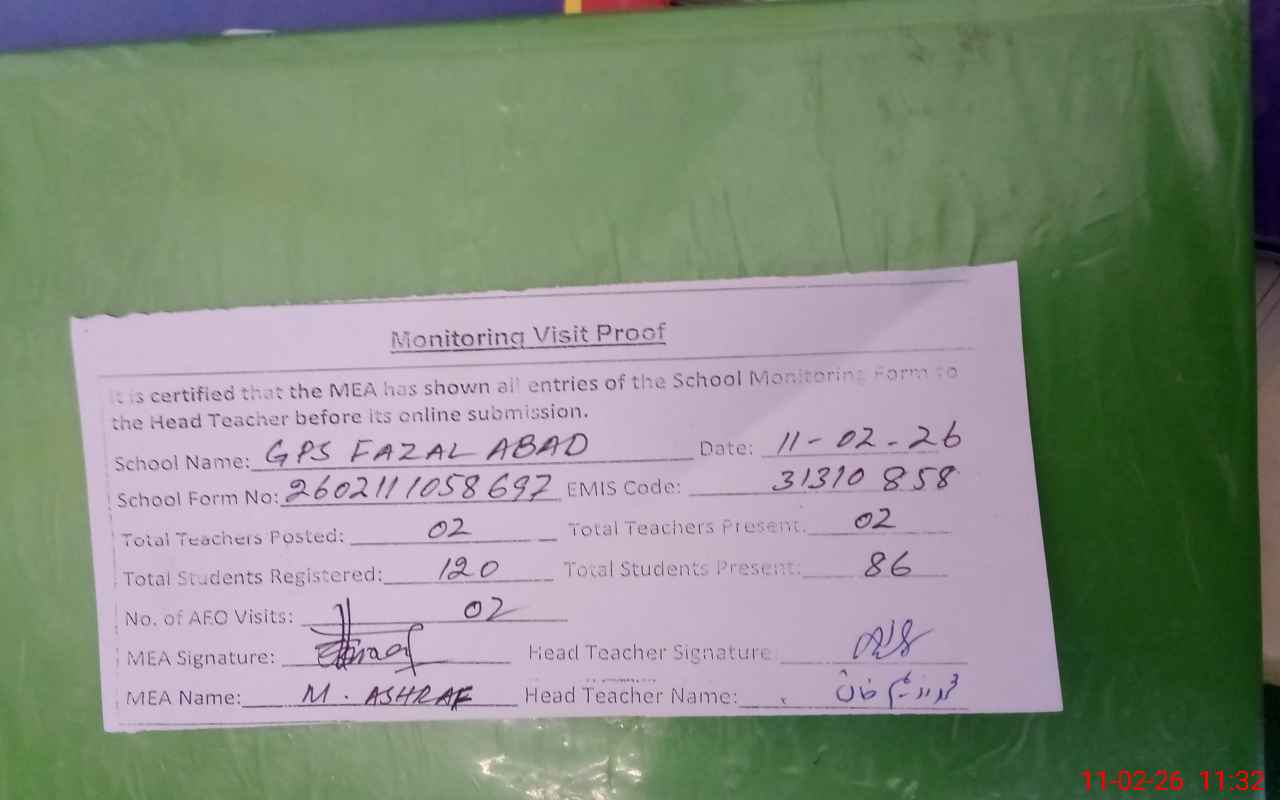 Monitoring Visit Proof
It is certified that the MEA has shown all entries of the School Monitoring Form to
the Head Teacher before its online submission.
School Name: GPS FAZAL ABAD Date: 11-02-26
School Form No: 2602111058697 EMIS Code: 31310858
Total Teachers Posted: 02 Total Teachers Present: 02
Total Students Registered: 120 Total Students Present: 86
No. of AEO Visits: 02
MEA Signature: Head Teacher Signature:
MEA Name: M. ASHRAF Head Teacher Name: خان
11-02-26 11:32